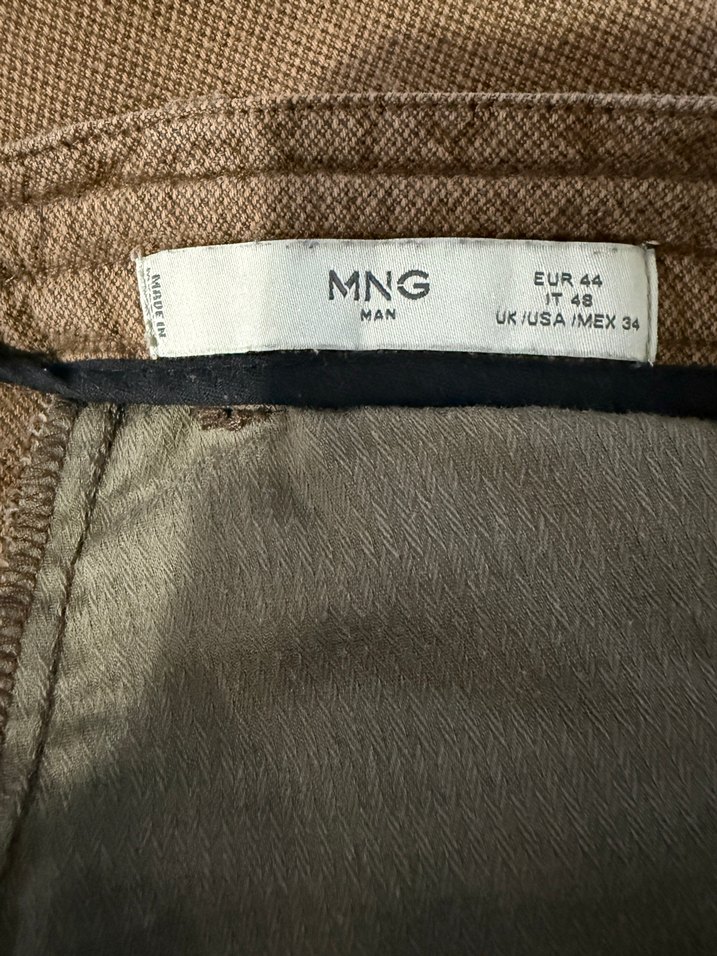 MADE IN
MNG
MAN
EUR 44
IT 48
UK/USA/MEX 34